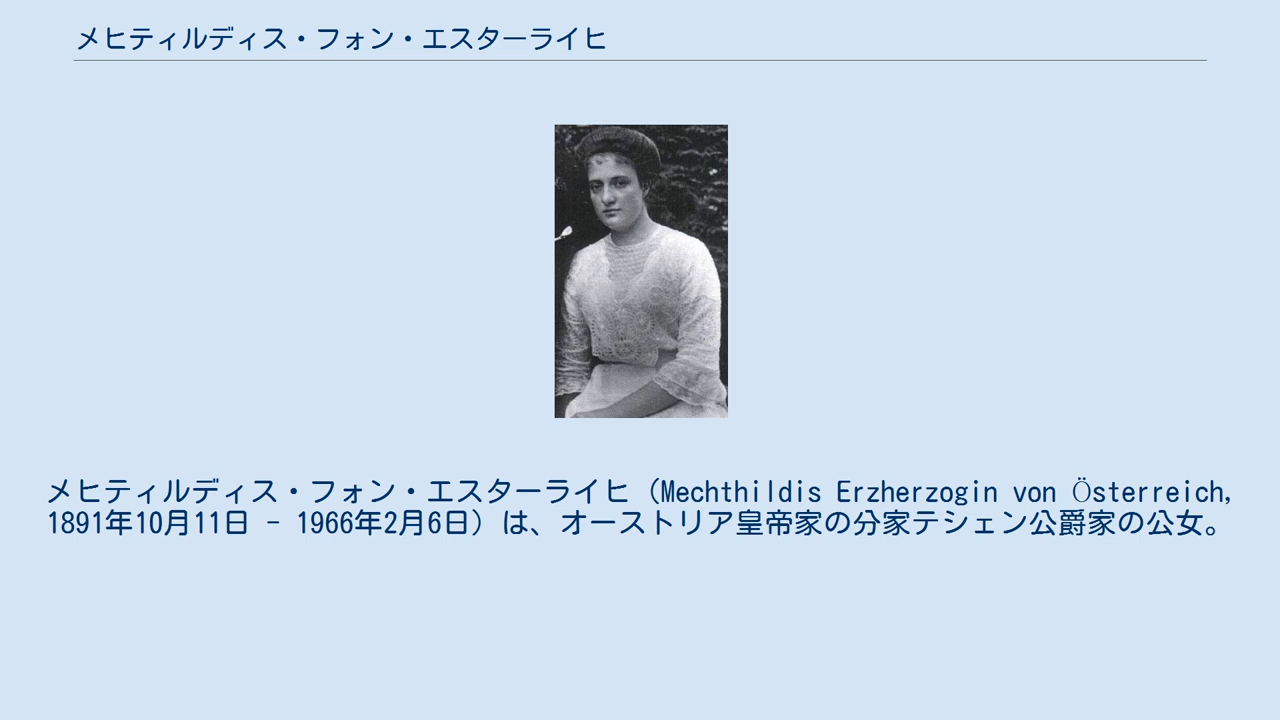 メヒティルディス・フォン・エスターライヒ
メヒティルディス・フォン・エスターライヒ（Mechthildis Erzherzogin von Österreich,
1891年10月11日 - 1966年2月6日）は、オーストリア皇帝家の分家テシェン公爵家の公女。